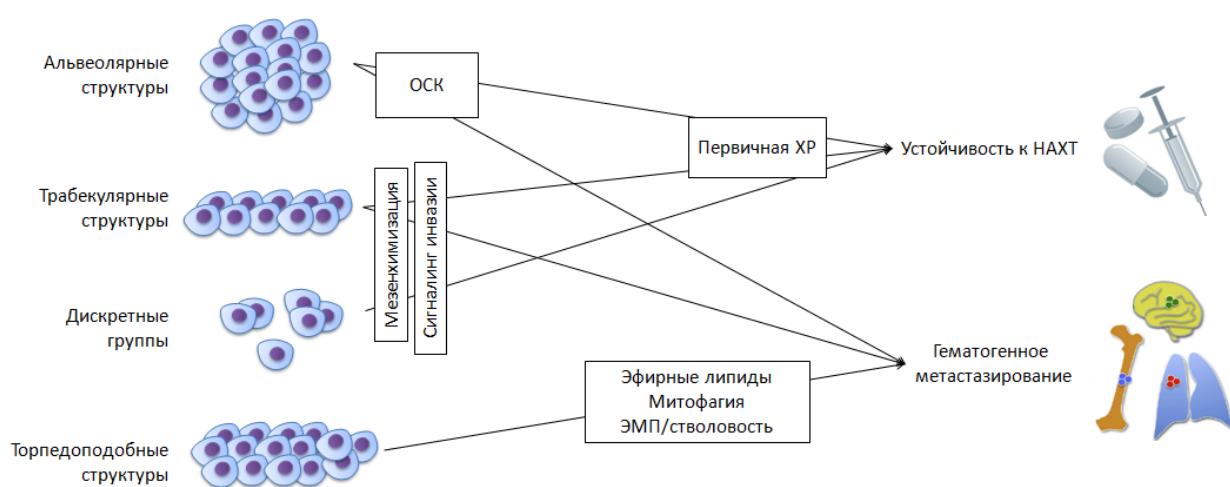 Альвеолярные
структуры
ОСК
Первичная ХР
Устойчивость к НАХТ
Трабекулярные
структуры
Мезенхимизация
Сигналинг инвазии
Дискретные
группы
Гематогенное
метастазирование
Эфирные липиды
Митофагия
ЭМП/стволовость
Торпедоподобные
структуры